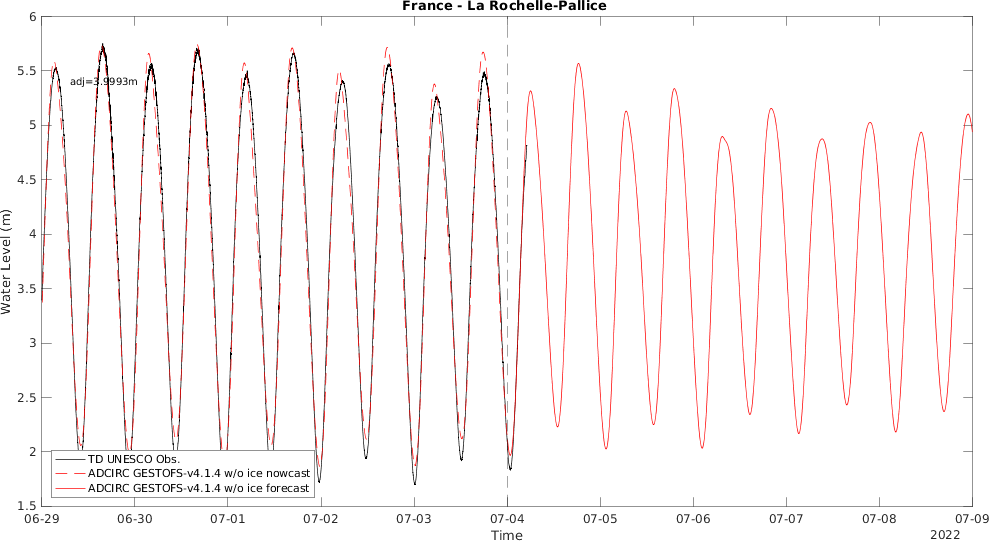 France - La Rochelle-Pallice
6
5.5
5
4.5
4
3.5
3
2.5
2
1.5
Water Level (m)
adj=3.9993m
TD UNESCO Obs.
ADCIRC GESTOFS-v4.1.4 w/o ice nowcast
ADCIRC GESTOFS-v4.1.4 w/o ice forecast
06-29 06-30 07-01 07-02 07-03 07-04 07-05 07-06 07-07 07-08 07-09
Time
2022